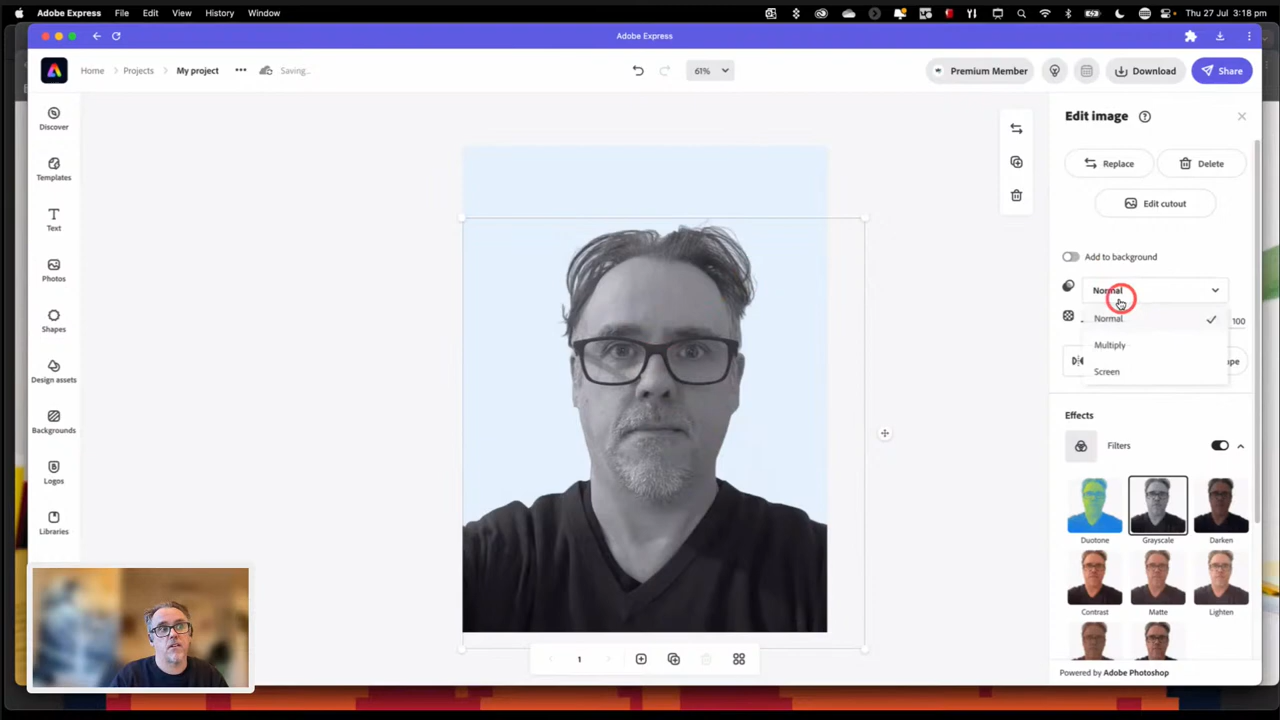 Adobe Express File Edit View History Window Thu 27 Jul 3:18 pm
Adobe Express
Home Projects My project ••• Saving... 61% Premium Member Download Share
Discover
Templates
Text
Photos
Shapes
Design assets
Backgrounds
Logos
Libraries
1
Edit image
Replace Delete
Edit cutout
Add to background
Normal
Normal
100
Multiply
Screen
Effects
Filters
Duotone Grayscale Darken
Contrast Matte Lighten
Powered by Adobe Photoshop